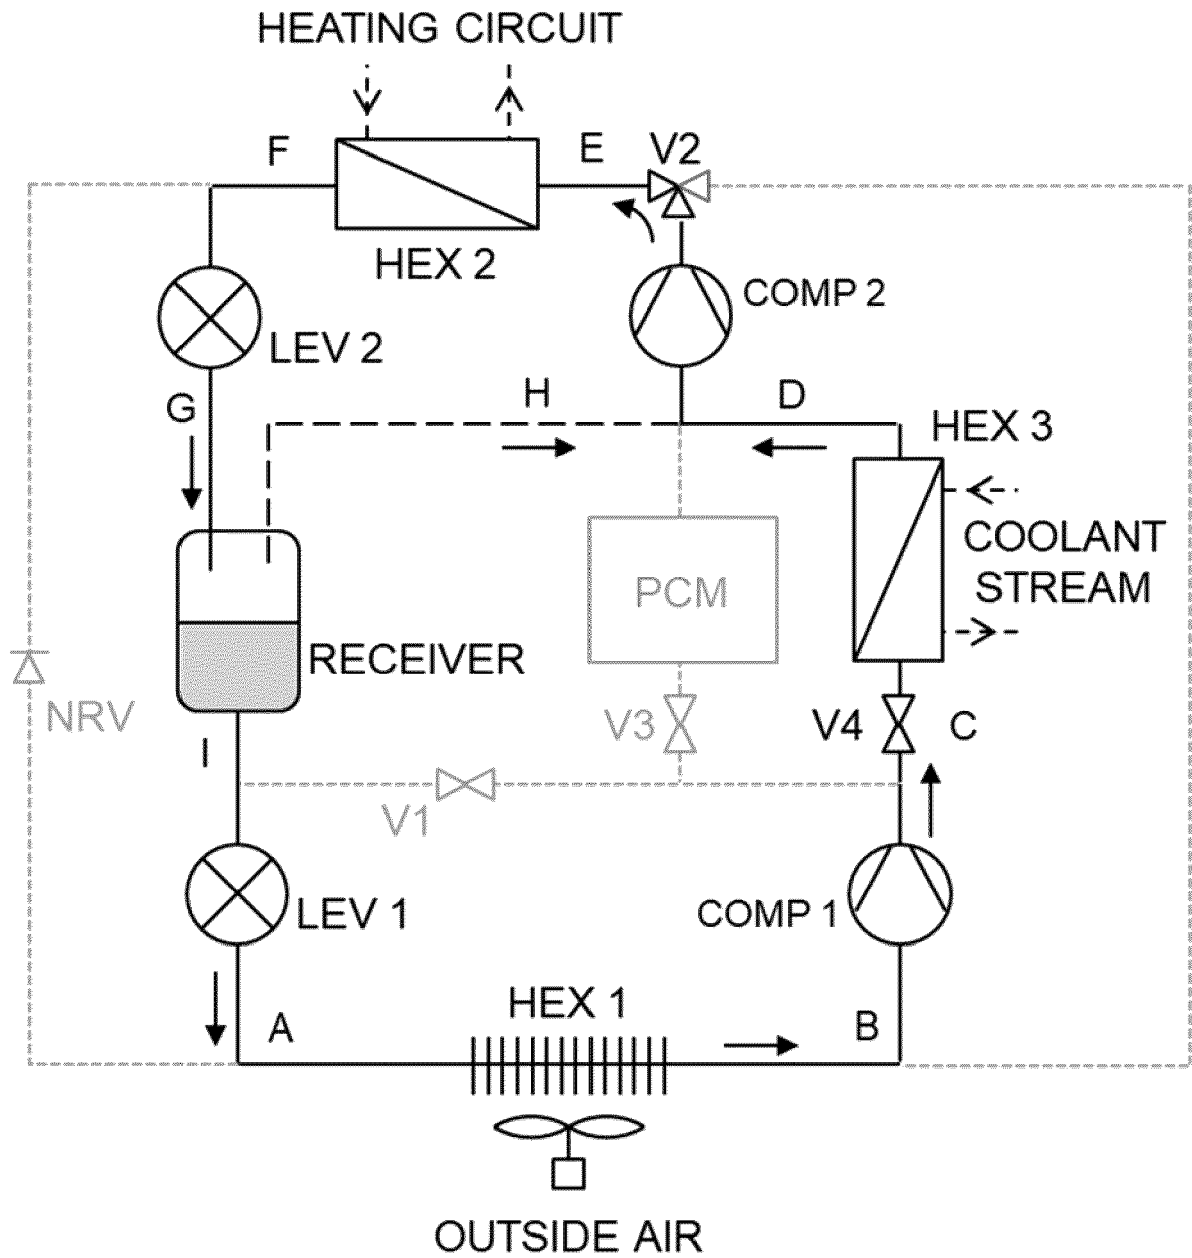 HEATING CIRCUIT
F
E
V2
HEX 2
COMP 2
LEV 2
G
H
D
HEX 3
COOLANT
STREAM
PCM
RECEIVER
NRV
I
V3
V4
C
V1
LEV 1
COMP 1
HEX 1
A
B
OUTSIDE AIR